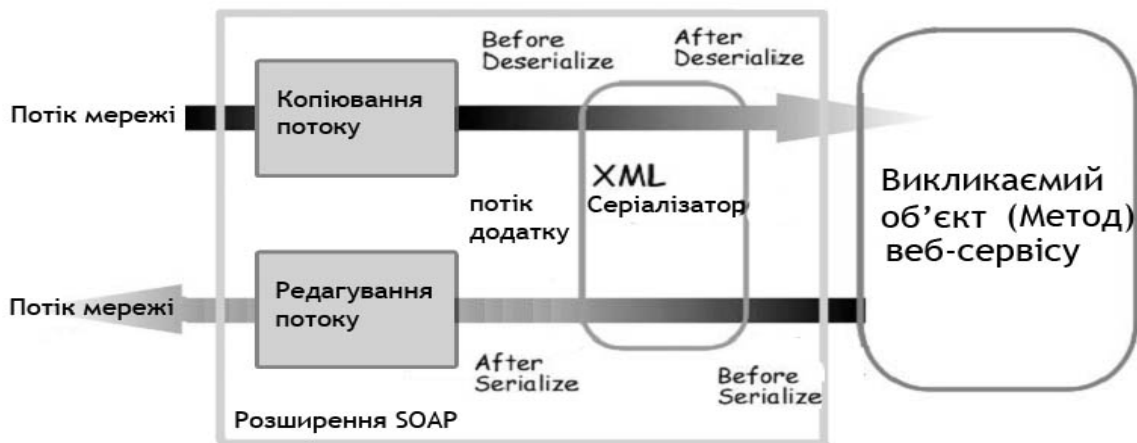 Before
Deserialize
After
Deserialize
Потік мережі
Копіювання
потоку
XML
Серіалізатор
потік
додатку
Викликаємий
об’єкт (Метод)
веб-сервісу
Потік мережі
Редагування
потоку
After
Serialize
Before
Serialize
Розширення SOAP